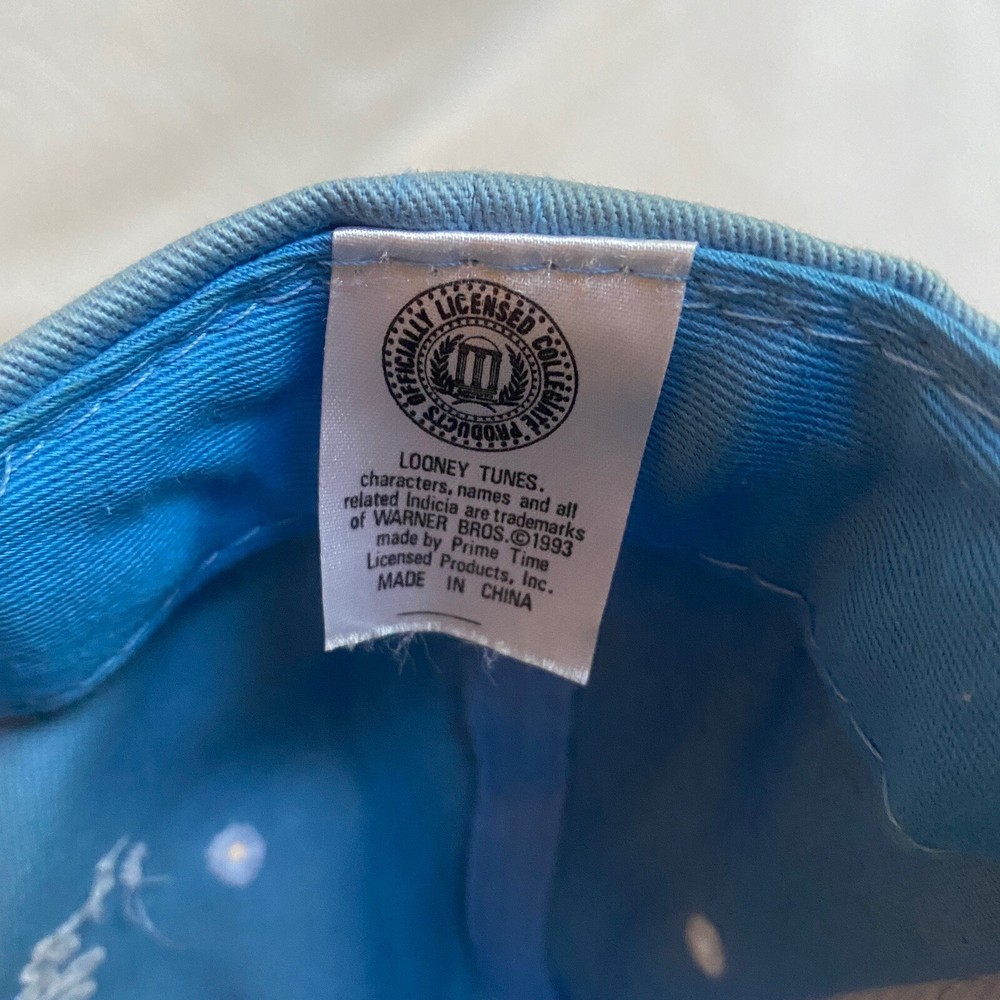 OFFICIALLY LICENSED COLLEGIATE PRODUCTS
LOONEY TUNES.
characters, names and all
related Indicia are trademarks
of WARNER BROS.©1993
made by Prime Time
Licensed Products, Inc.
MADE IN CHINA